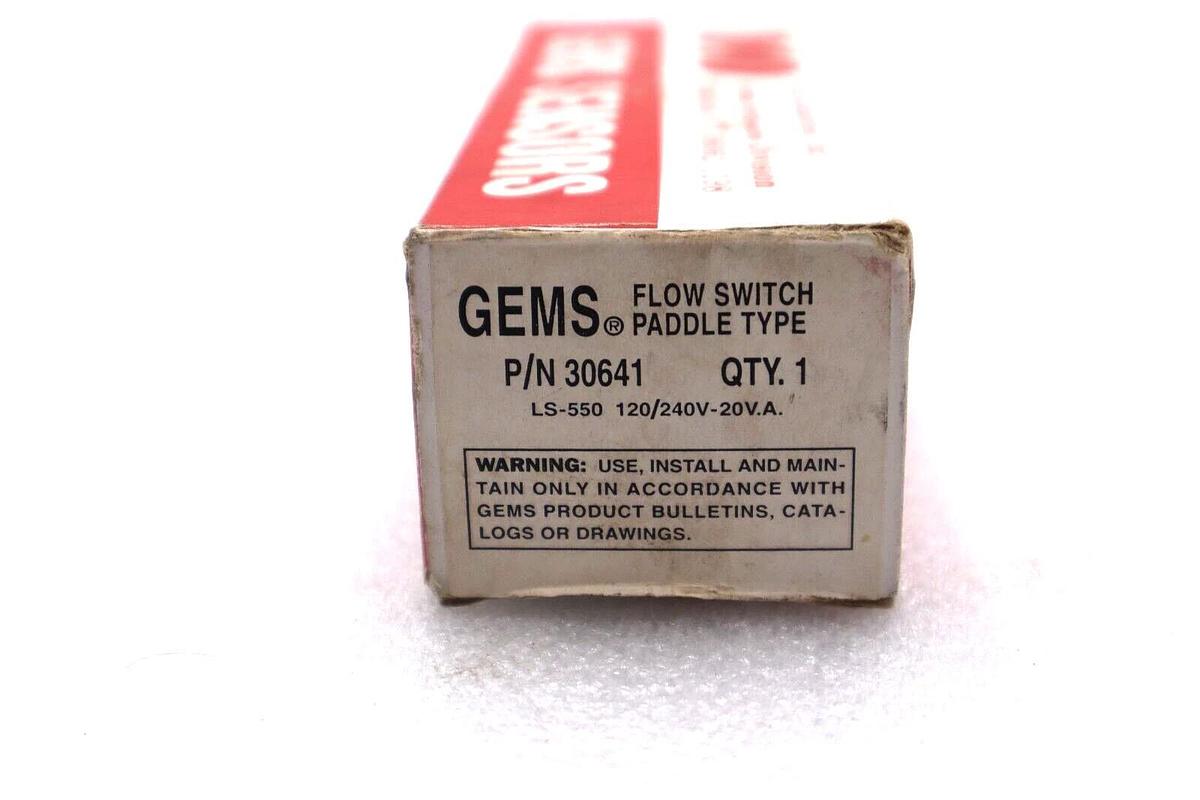 SENSORS
GEMS® FLOW SWITCH
PADDLE TYPE
P/N 30641 QTY. 1
LS-550 120/240V-20V.A.
WARNING: USE, INSTALL AND MAIN-
TAIN ONLY IN ACCORDANCE WITH
GEMS PRODUCT BULLETINS, CATA-
LOGS OR DRAWINGS.